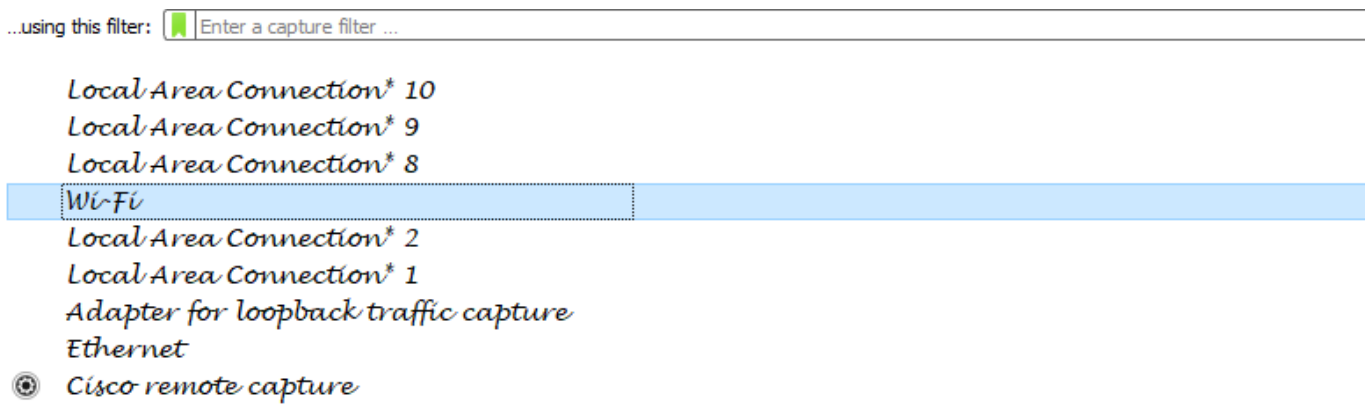 ...using this filter: Enter a capture filter ...
Local Area Connection* 10
Local Area Connection* 9
Local Area Connection* 8
Wi-Fi
Local Area Connection* 2
Local Area Connection* 1
Adapter for loopback traffic capture
Ethernet
Cisco remote capture